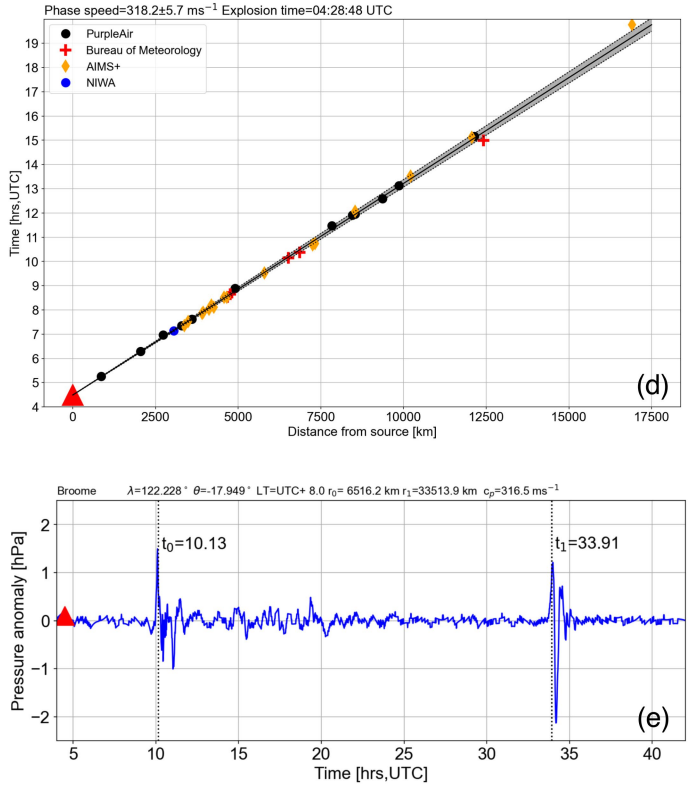 Phase speed=318.2±5.7 ms⁻¹ Explosion time=04:28:48 UTC
PurpleAir
Bureau of Meteorology
AIMS+
NIWA
Time [hrs,UTC]
19
18
17
16
15
14
13
12
11
10
9
8
7
6
5
4
(d)
0 2500 5000 7500 10000 12500 15000 17500
Distance from source [km]
Broome λ=122.228° θ=-17.949° LT=UTC+ 8.0 r₀= 6516.2 km r₁=33513.9 km cₚ=316.5 ms⁻¹
Pressure anomaly [hPa]
2
1
0
−1
−2
t₀=10.13
t₁=33.91
(e)
5 10 15 20 25 30 35 40
Time [hrs,UTC]